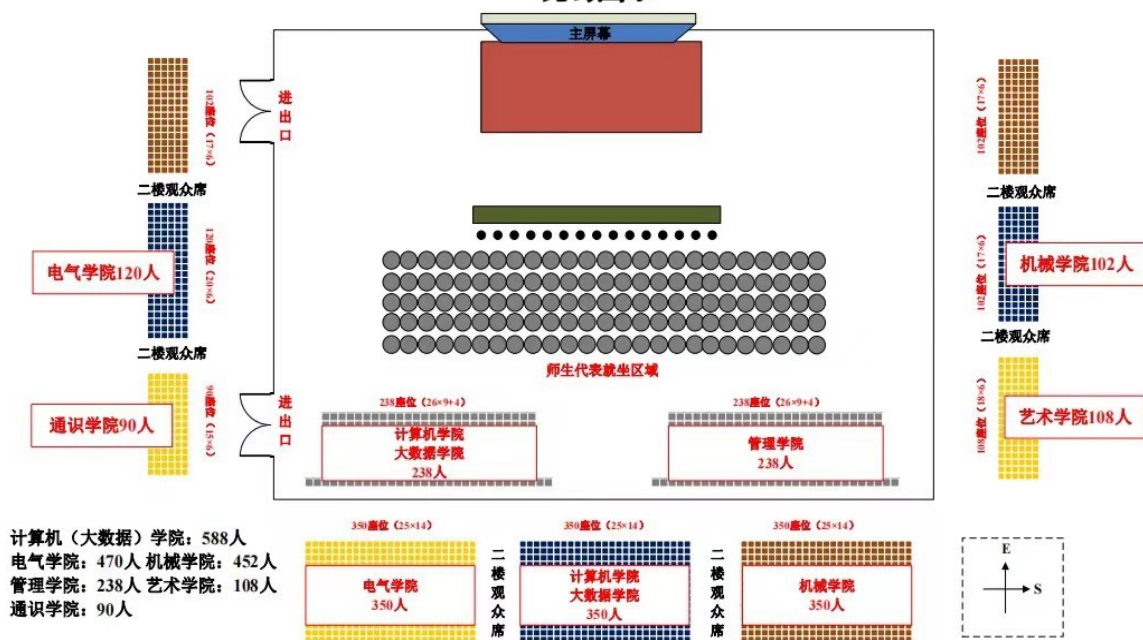 主屏幕
进出口
102座位（17×6）
二楼观众席
120座位（20×6）
电气学院120人
二楼观众席
90座位（15×6）
通识学院90人
进出口
102座位（17×6）
二楼观众席
102座位（17×6）
机械学院102人
二楼观众席
108座位（18×6）
艺术学院108人
师生代表就坐区域
238座位（26×9+4）
计算机学院
大数据学院
238人
238座位（26×9+4）
管理学院
238人
350座位（25×14）
电气学院
350人
二楼观众席
350座位（25×14）
计算机学院
大数据学院
350人
二楼观众席
350座位（25×14）
机械学院
350人
计算机（大数据）学院：588人
电气学院：470人 机械学院：452人
管理学院：238人 艺术学院：108人
通识学院：90人
E
S